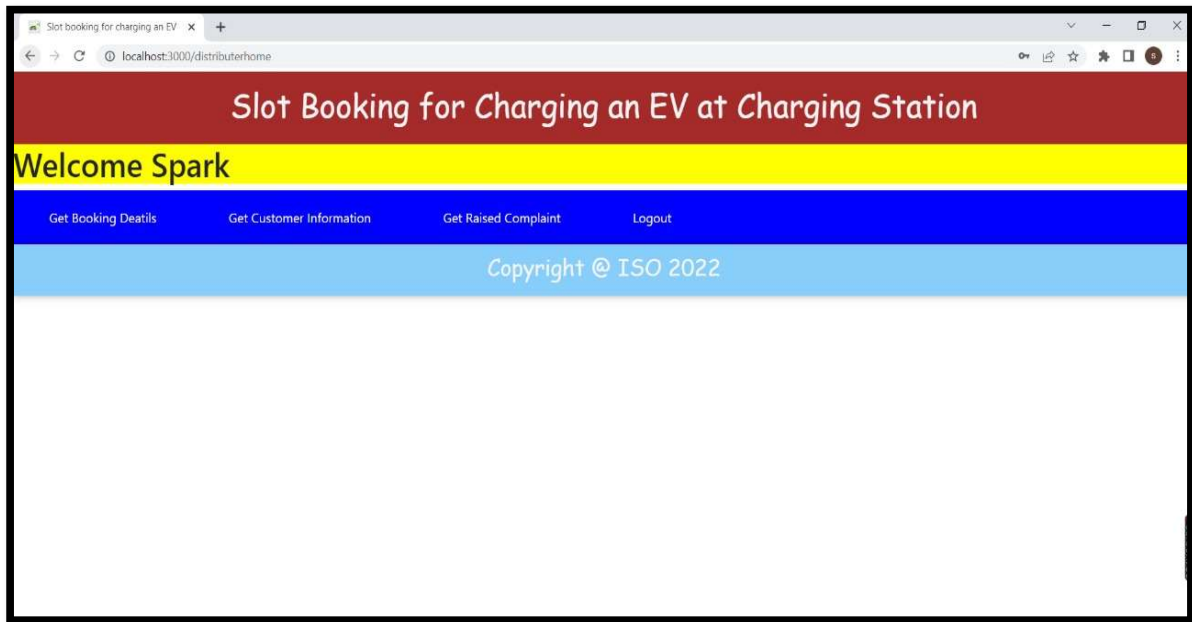 Slot booking for charging an EV
localhost:3000/distributerhome
Slot Booking for Charging an EV at Charging Station
Welcome Spark
Get Booking Deatils Get Customer Information Get Raised Complaint Logout
Copyright @ ISO 2022